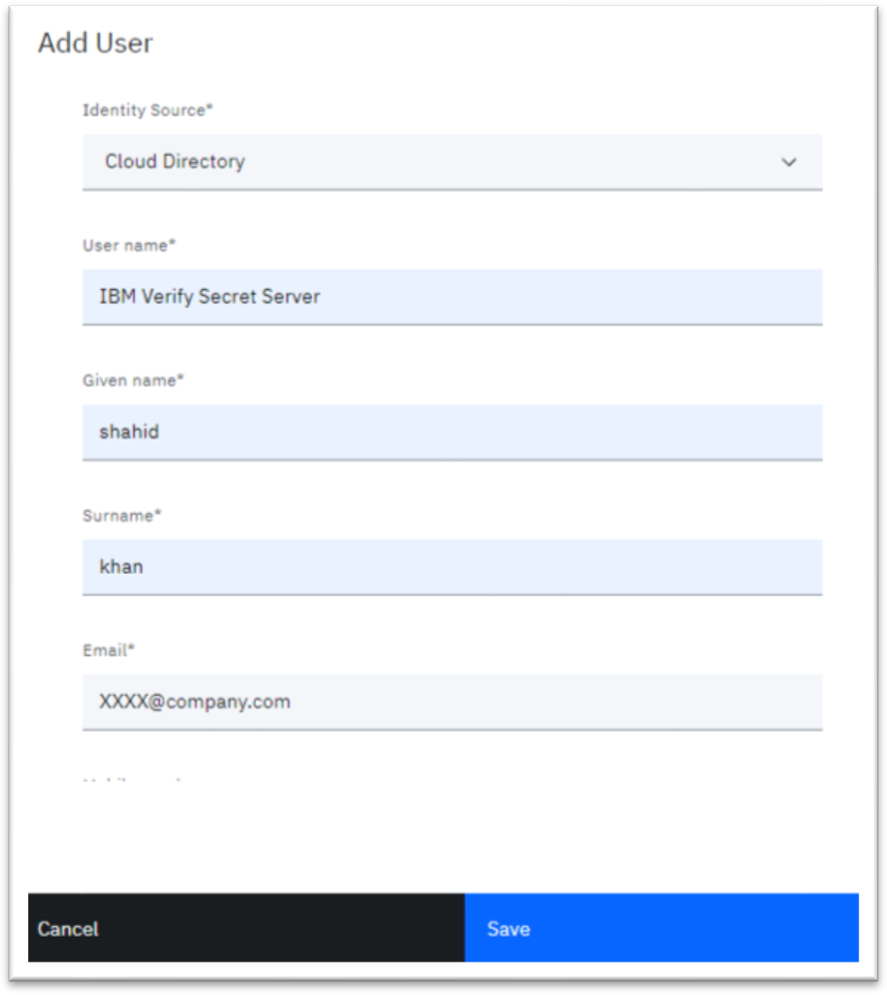 Add User
Identity Source*
Cloud Directory
User name*
IBM Verify Secret Server
Given name*
shahid
Surname*
khan
Email*
XXXX@company.com
Cancel
Save